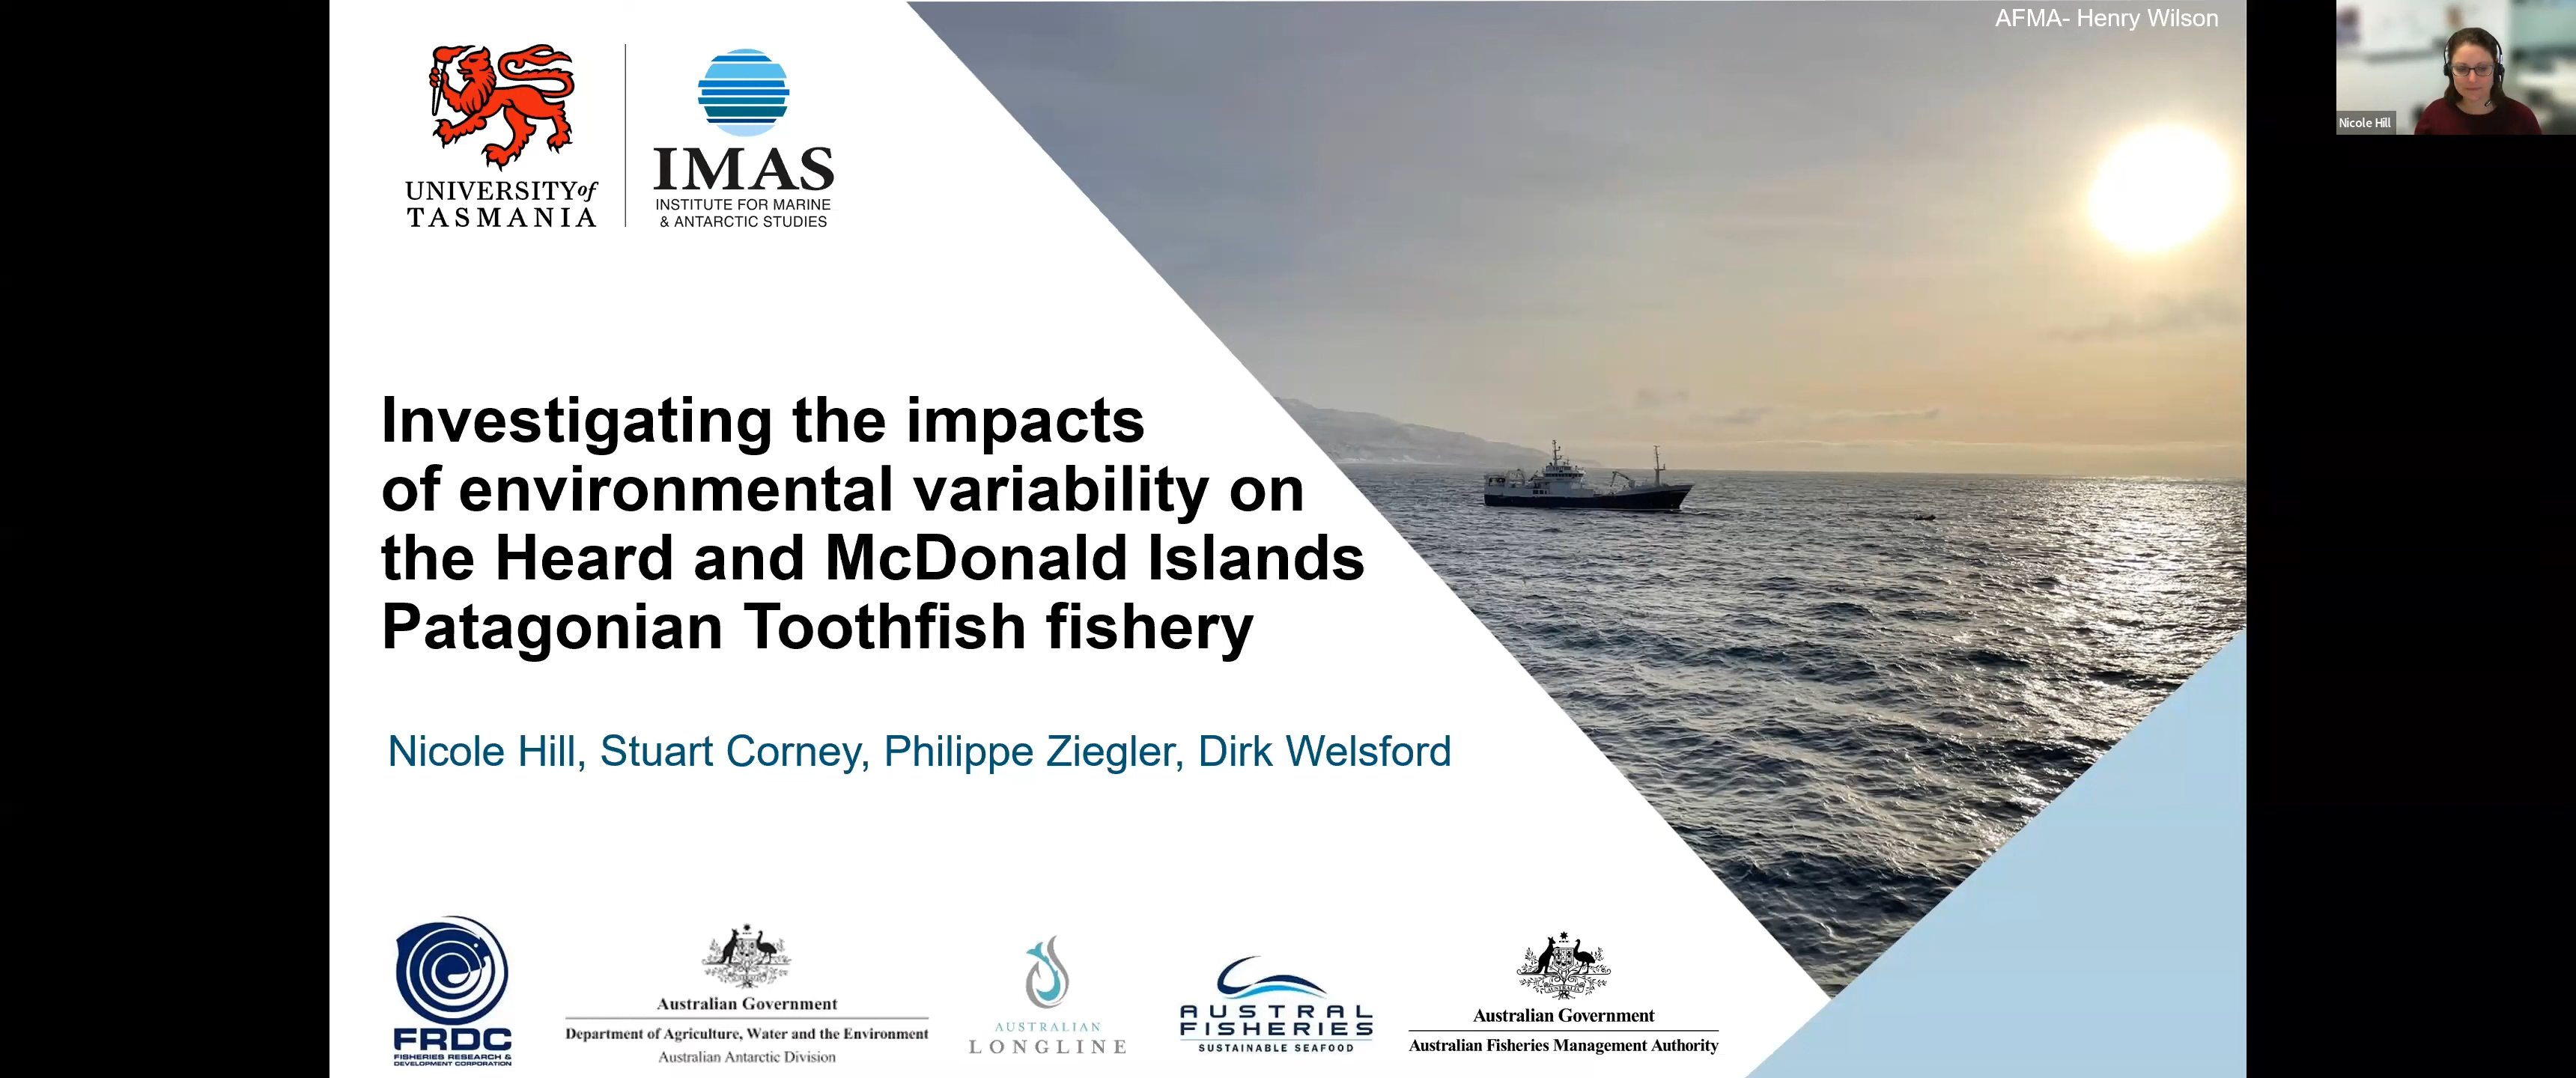 AFMA- Henry Wilson
Nicole Hill
UNIVERSITY of
TASMANIA
IMAS
INSTITUTE FOR MARINE
& ANTARCTIC STUDIES
Investigating the impacts
of environmental variability on
the Heard and McDonald Islands
Patagonian Toothfish fishery
Nicole Hill, Stuart Corney, Philippe Ziegler, Dirk Welsford
FRDC
FISHERIES RESEARCH &
DEVELOPMENT CORPORATION
Australian Government
Department of Agriculture, Water and the Environment
Australian Antarctic Division
AUSTRALIAN
LONGLINE
AUSTRAL
FISHERIES
SUSTAINABLE SEAFOOD
Australian Government
Australian Fisheries Management Authority